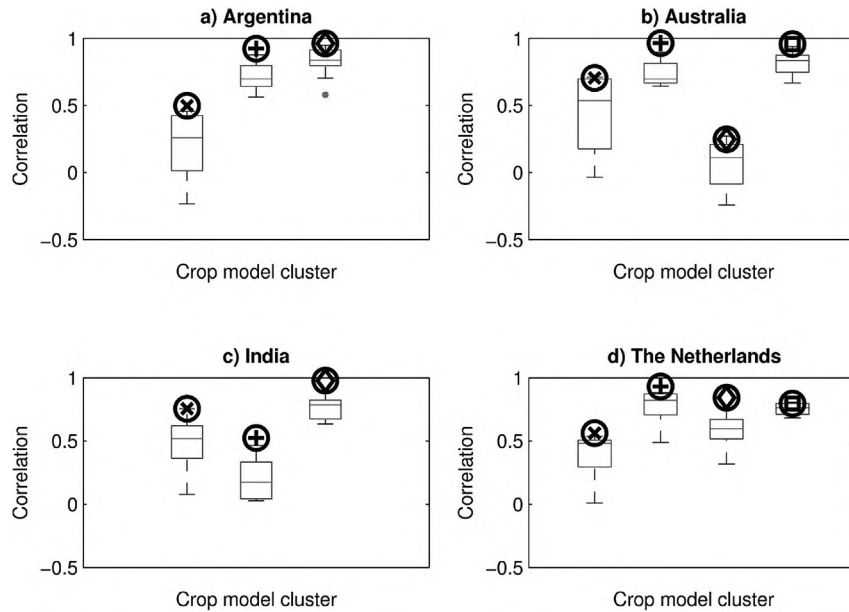 a) Argentina
1
0.5
0
−0.5
Correlation
Crop model cluster
b) Australia
1
0.5
0
−0.5
Correlation
Crop model cluster
c) India
1
0.5
0
−0.5
Correlation
Crop model cluster
d) The Netherlands
1
0.5
0
−0.5
Correlation
Crop model cluster